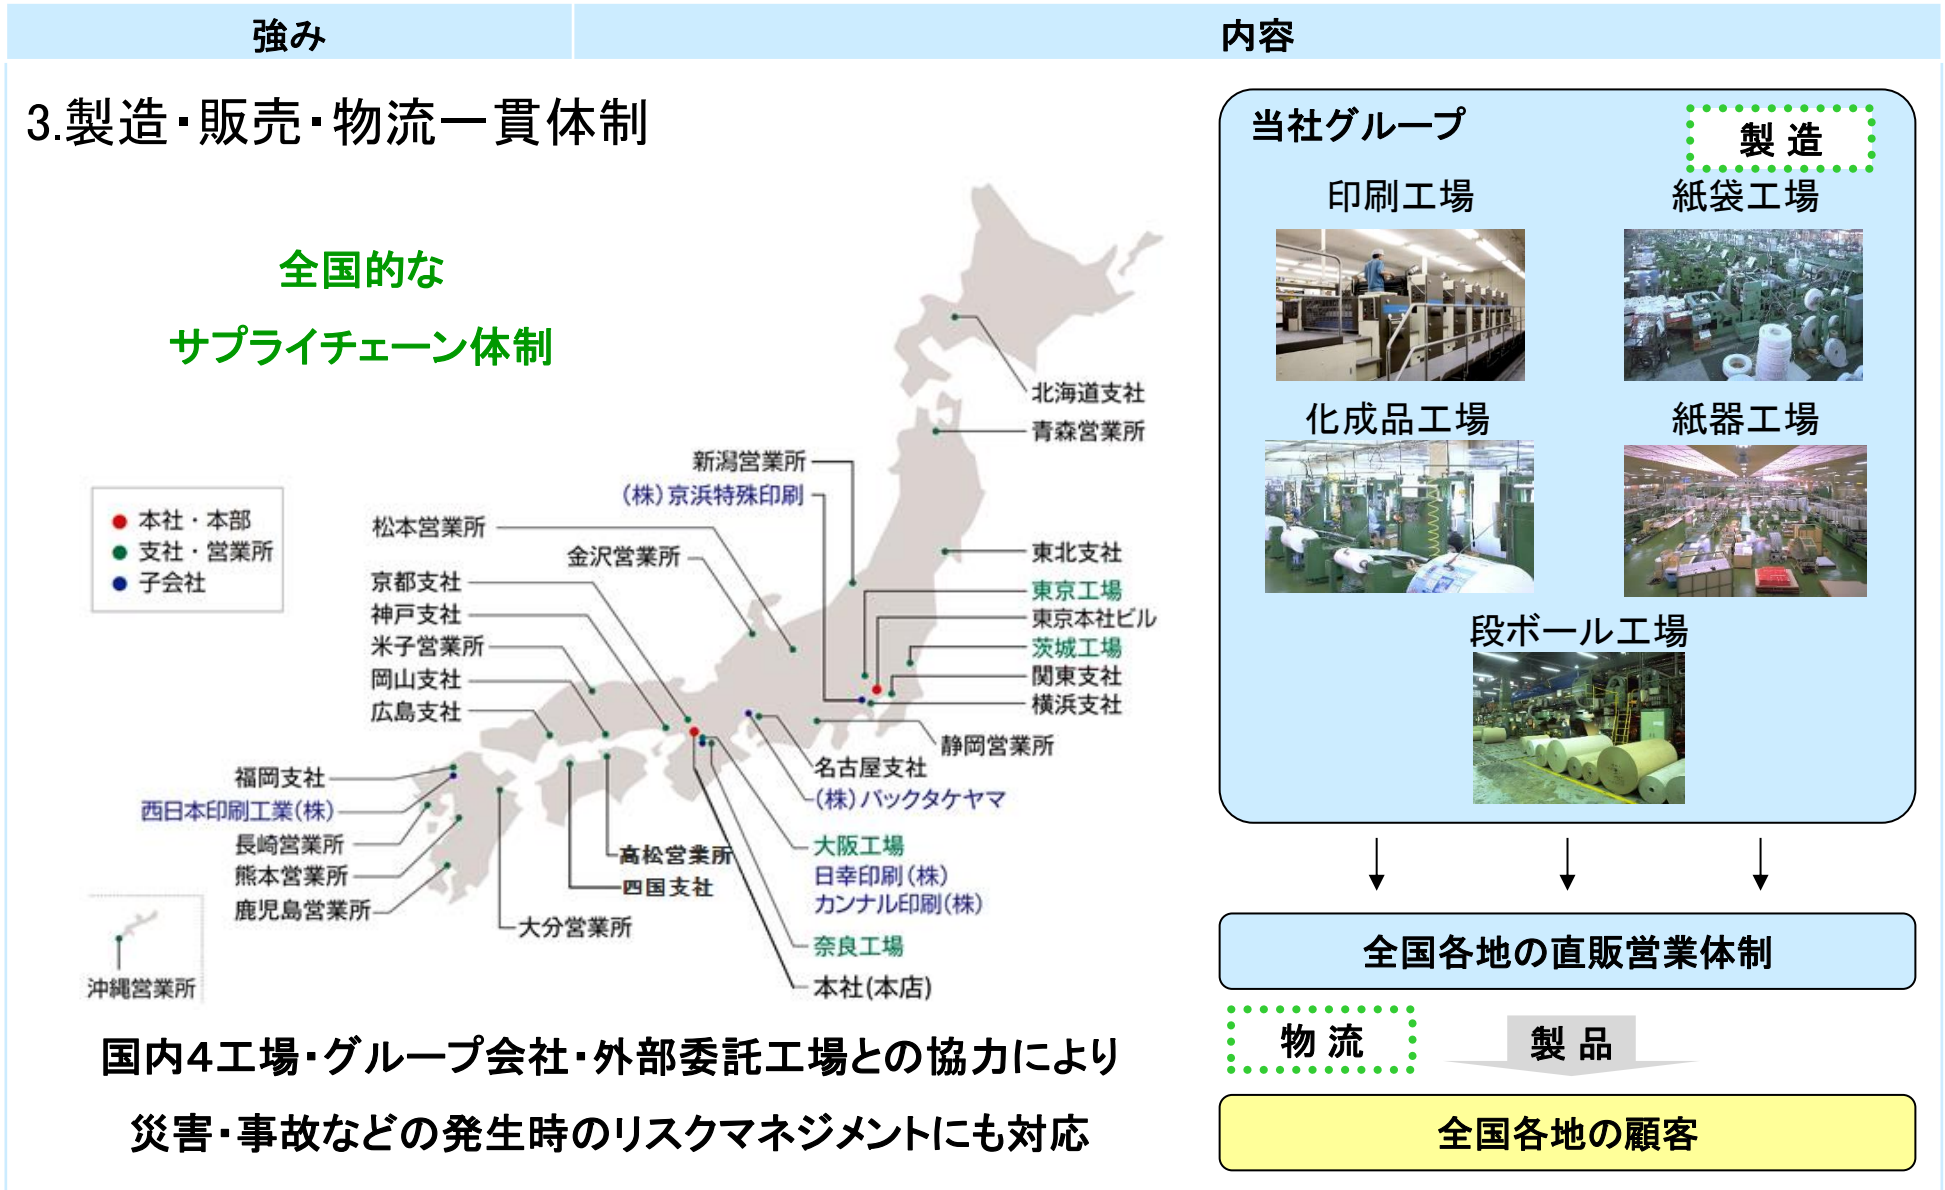 強み
内容
3.製造・販売・物流一貫体制
全国的な
サプライチェーン体制
本社・本部
支社・営業所
子会社
北海道支社
青森営業所
新潟営業所
(株)京浜特殊印刷
松本営業所
金沢営業所
京都支社
神戸支社
米子営業所
岡山支社
広島支社
東北支社
東京工場
東京本社ビル
茨城工場
関東支社
横浜支社
静岡営業所
名古屋支社
(株)パックタケヤマ
福岡支社
西日本印刷工業(株)
長崎営業所
熊本営業所
鹿児島営業所
高松営業所
四国支社
大分営業所
大阪工場
日幸印刷(株)
カンナル印刷(株)
奈良工場
本社(本店)
沖縄営業所
国内4工場・グループ会社・外部委託工場との協力により
災害・事故などの発生時のリスクマネジメントにも対応
当社グループ
製造
印刷工場
紙袋工場
化成品工場
紙器工場
段ボール工場
全国各地の直販営業体制
物流
製品
全国各地の顧客